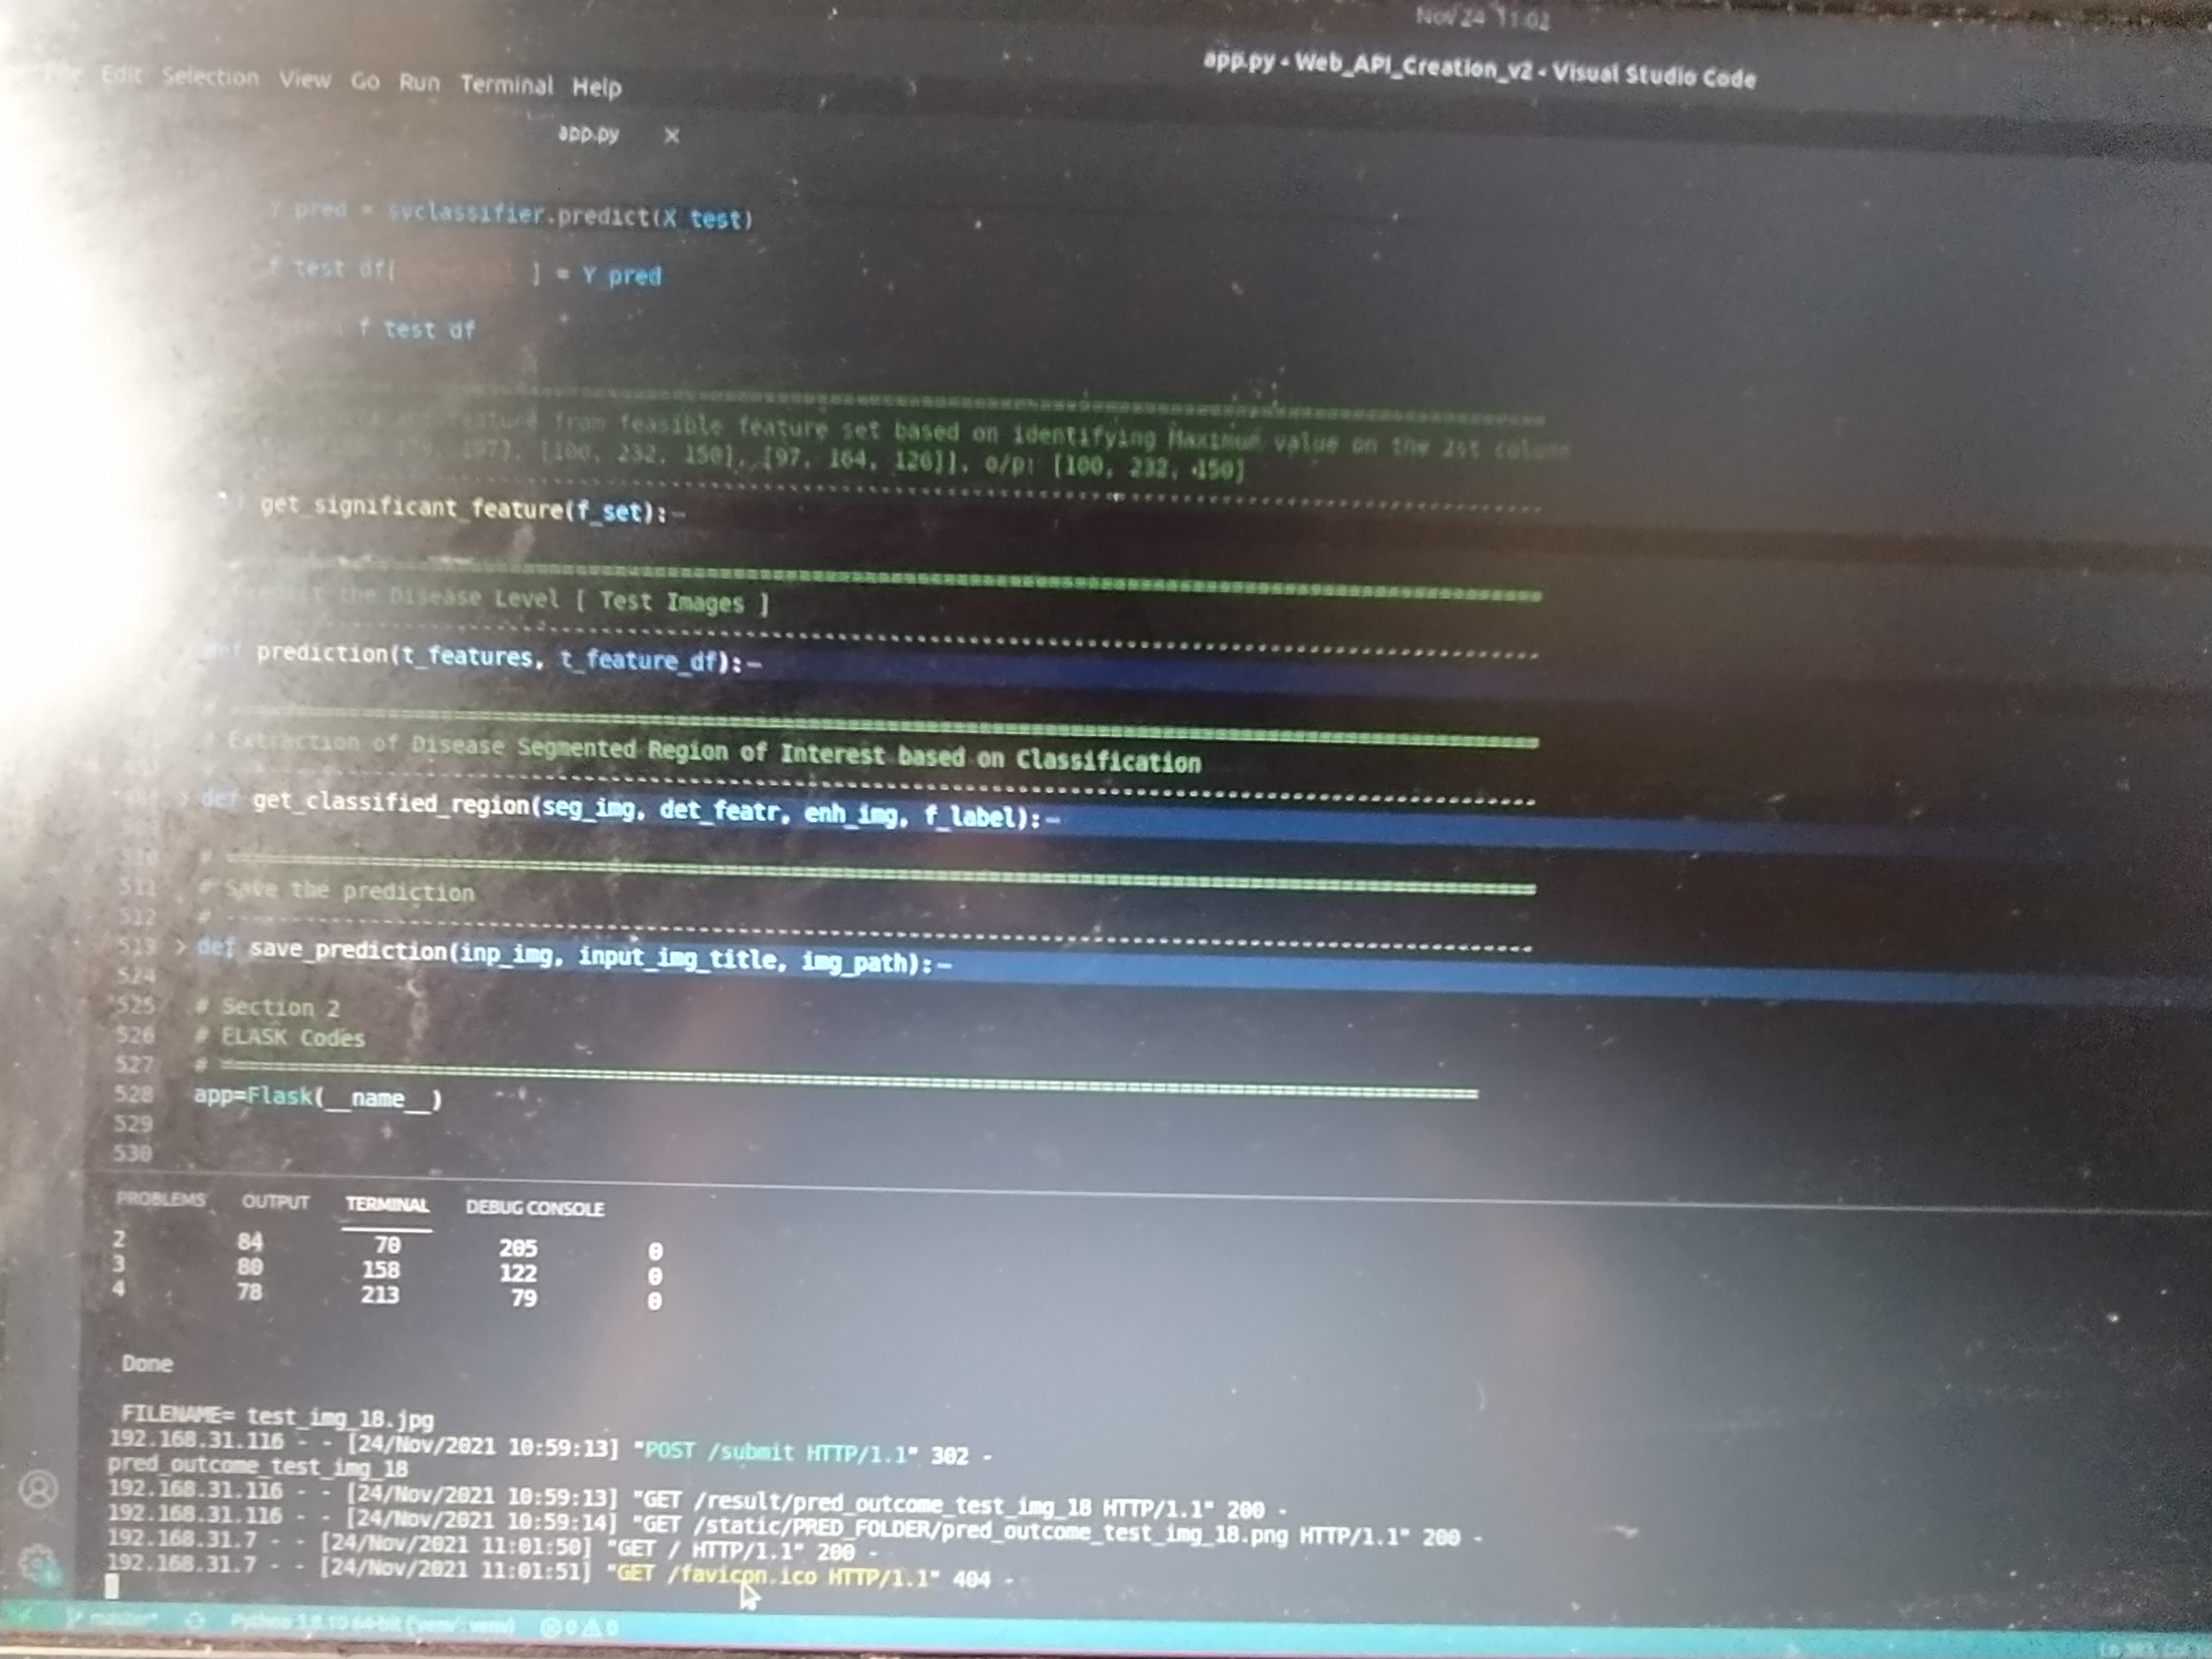 Nov 24 11:02
Edit Selection View Go Run Terminal Help
app.py - Web_API_Creation_v2 - Visual Studio Code
app.py ×
Y pred = svclassifier.predict(X test)
f test df[ ] = Y pred
f test df
feature from feasible feature set based on identifying Maximum value on the 2st column
197], [100, 232, 150], [97, 164, 126]], o/p: [100, 232, 150]
get_significant_feature(f_set):
the Disease Level [ Test Images ]
def prediction(t_features, t_feature_df):
# Extraction of Disease Segmented Region of Interest based on Classification
def get_classified_region(seg_img, det_featr, enh_img, f_label):
510 # ====================
511 # Save the prediction
512 # --------------------
513 > def save_prediction(inp_img, input_img_title, img_path):
524
525 # Section 2
526 # FLASK Codes
527 # ====================
528 app=Flask(__name__)
529
530
PROBLEMS OUTPUT TERMINAL DEBUG CONSOLE
2 84 70 205 0
3 80 158 122 0
4 78 213 79 0
Done
FILENAME= test_img_18.jpg
192.168.31.116 - - [24/Nov/2021 10:59:13] "POST /submit HTTP/1.1" 302 -
pred_outcome_test_img_18
192.168.31.116 - - [24/Nov/2021 10:59:13] "GET /result/pred_outcome_test_img_18 HTTP/1.1" 200 -
192.168.31.116 - - [24/Nov/2021 10:59:14] "GET /static/PRED_FOLDER/pred_outcome_test_img_18.png HTTP/1.1" 200 -
192.168.31.7 - - [24/Nov/2021 11:01:50] "GET / HTTP/1.1" 200 -
192.168.31.7 - - [24/Nov/2021 11:01:51] "GET /favicon.ico HTTP/1.1" 404 -
master* Python 3.8.10 64-bit ('venv': venv) 0 0